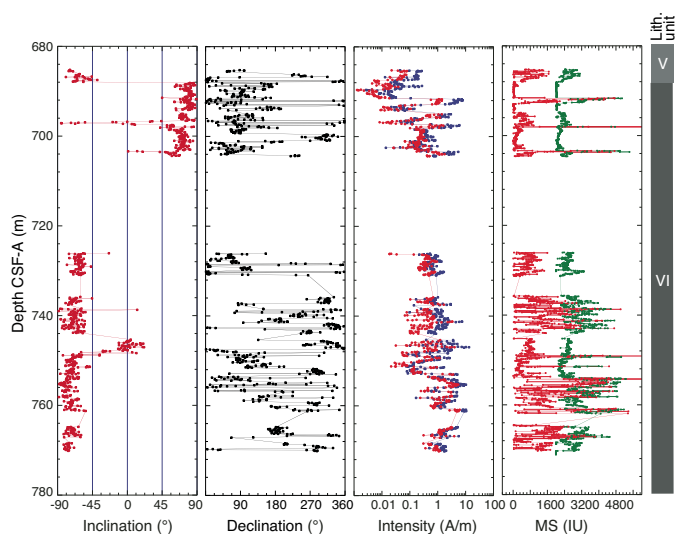 Lith.
unit
680
700
720
740
760
780
Depth CSF-A (m)
V
VI
-90 -45 0 45 90
Inclination (°)
90 180 270 360
Declination (°)
0.01 0.1 1 10 100
Intensity (A/m)
0 1600 3200 4800
MS (IU)